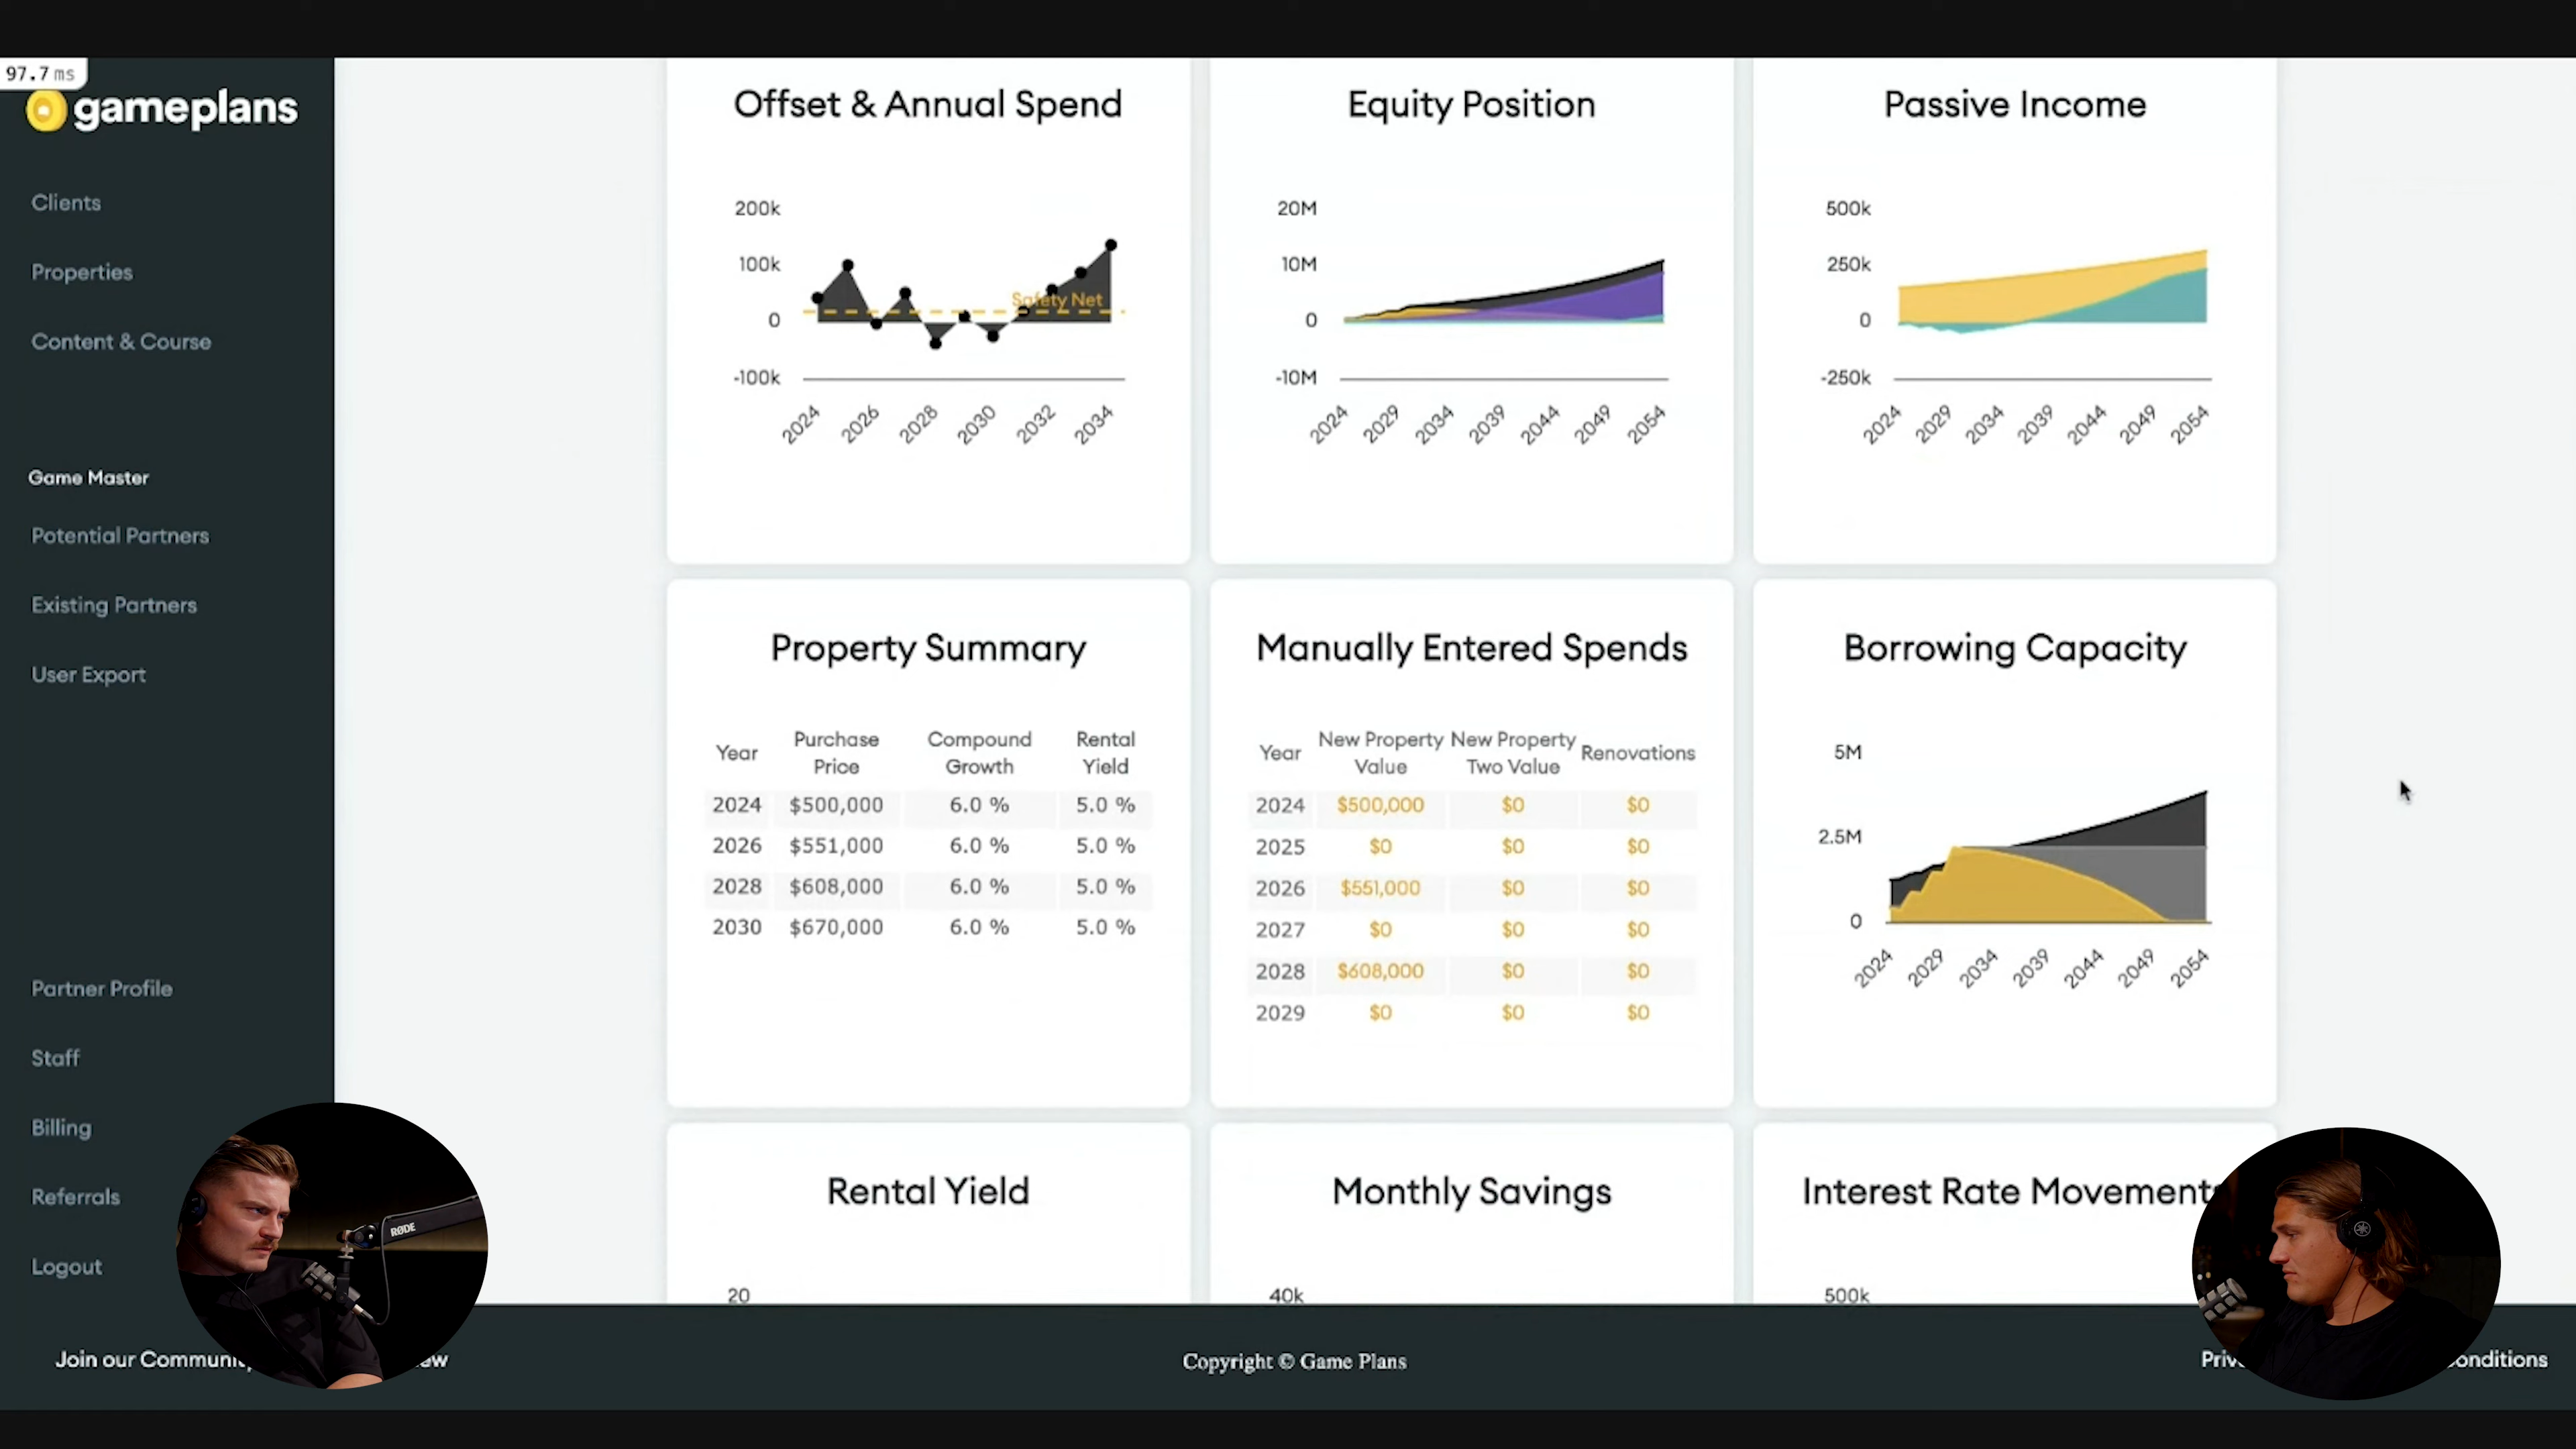 97.7 ms
gameplans
Clients
Properties
Content & Course
Game Master
Potential Partners
Existing Partners
User Export
Partner Profile
Staff
Billing
Referrals
Logout
Offset & Annual Spend
200k
100k
0
-100k
Safety Net
2024 2026 2028 2030 2032 2034
Equity Position
20M
10M
0
-10M
2024 2029 2034 2039 2044 2049 2054
Passive Income
500k
250k
0
-250k
2024 2029 2034 2039 2044 2049 2054
Property Summary
Year Purchase Price Compound Growth Rental Yield
2024 $500,000 6.0 % 5.0 %
2026 $551,000 6.0 % 5.0 %
2028 $608,000 6.0 % 5.0 %
2030 $670,000 6.0 % 5.0 %
Manually Entered Spends
Year New Property Value New Property Two Value Renovations
2024 $500,000 $0 $0
2025 $0 $0 $0
2026 $551,000 $0 $0
2027 $0 $0 $0
2028 $608,000 $0 $0
2029 $0 $0 $0
Borrowing Capacity
5M
2.5M
0
2024 2029 2034 2039 2044 2049 2054
Rental Yield
20
Monthly Savings
40k
Interest Rate Movements
500k
RØDE
Join our Community
Copyright © Game Plans